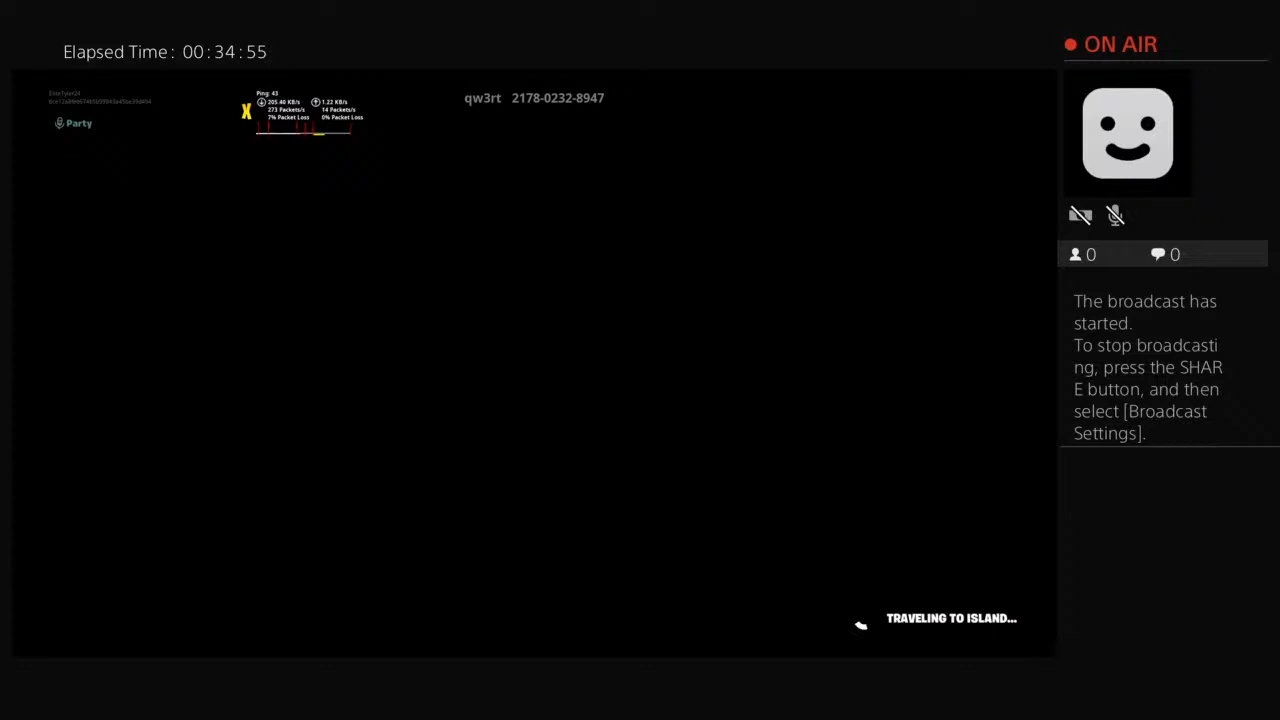 Elapsed Time: 00:34:55
ON AIR
EliteTyler24
Ping: 43
qw3rt 2178-0232-8947
X
205.40 KB/s 1.22 KB/s
273 Packets/s 14 Packets/s
7% Packet Loss 0% Packet Loss
Party
0 0
The broadcast has
started.
To stop broadcasti
ng, press the SHAR
E button, and then
select [Broadcast
Settings].
TRAVELING TO ISLAND...